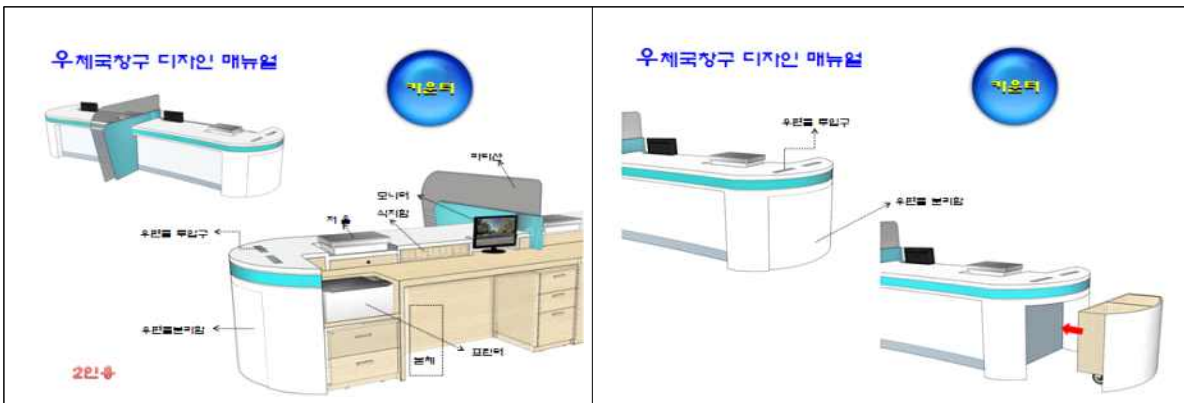 우체국창구 디자인 매뉴얼
카운터
파티션
모니터
서지함
저울
우편물 투입구
우편물분리함
프린터
본체
2인용
우체국창구 디자인 매뉴얼
카운터
우편물 투입구
우편물 분리함